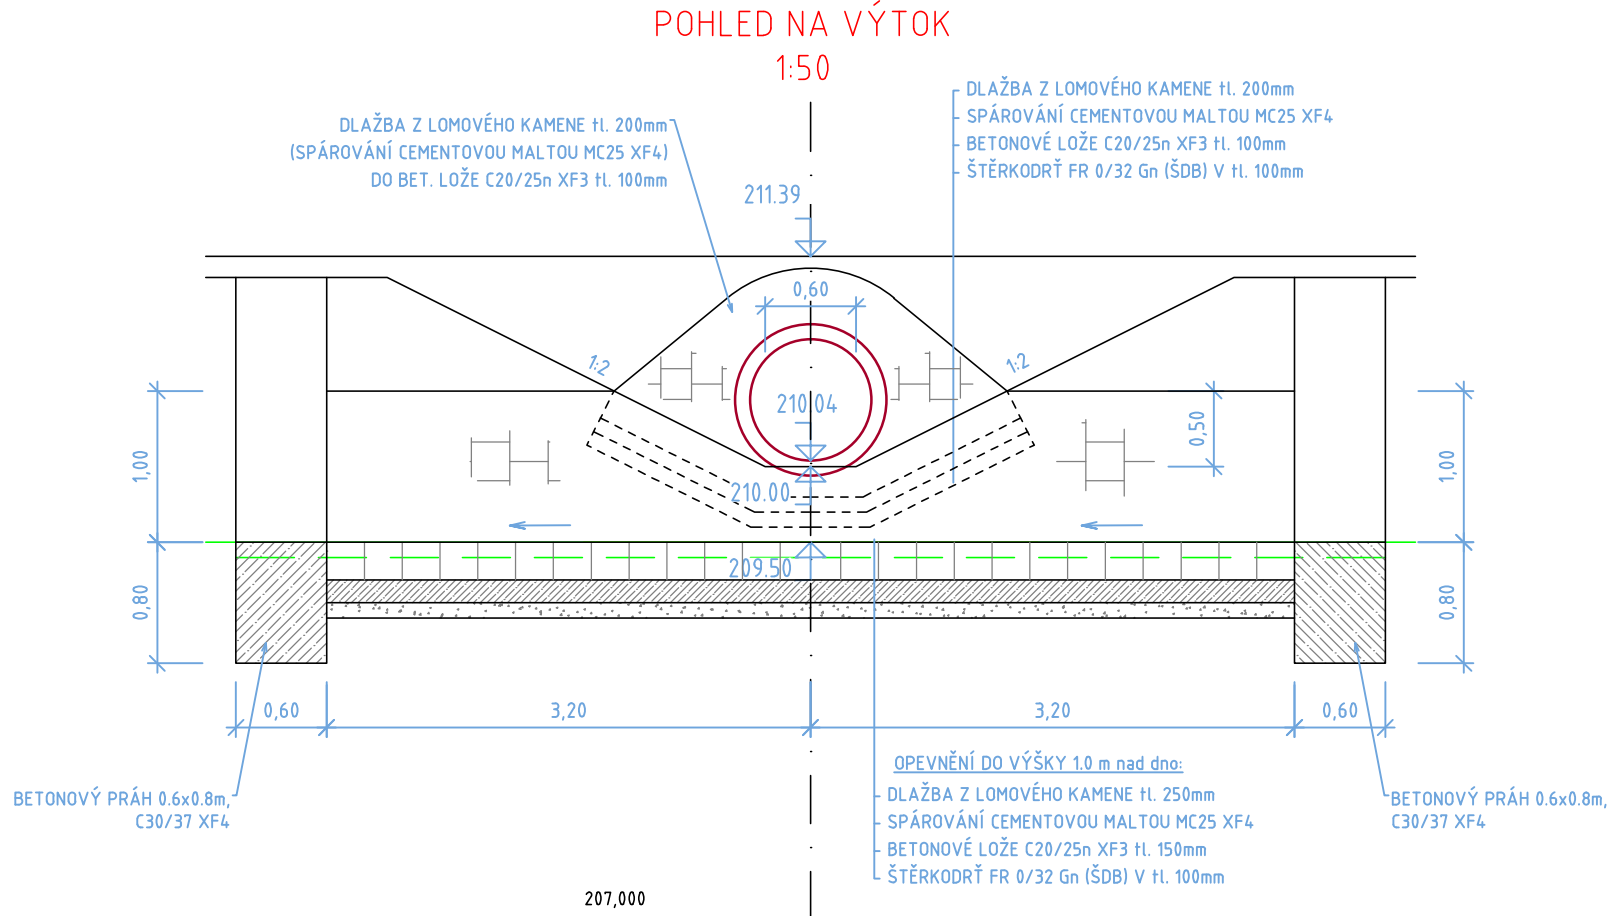 POHLED NA VÝTOK
1:50
DLAŽBA Z LOMOVÉHO KAMENE tl. 200mm
(SPÁROVÁNÍ CEMENTOVOU MALTOU MC25 XF4)
DO BET. LOŽE C20/25n XF3 tl. 100mm
DLAŽBA Z LOMOVÉHO KAMENE tl. 200mm
SPÁROVÁNÍ CEMENTOVOU MALTOU MC25 XF4
BETONOVÉ LOŽE C20/25n XF3 tl. 100mm
ŠTĚRKODRŤ FR 0/32 Gn (ŠDB) V tl. 100mm
211.39
0,60
1:2
1:2
210.04
0,50
1,00
1,00
210.00
209.50
0,80
0,80
0,60
3,20
3,20
0,60
OPEVNĚNÍ DO VÝŠKY 1.0 m nad dno:
DLAŽBA Z LOMOVÉHO KAMENE tl. 250mm
SPÁROVÁNÍ CEMENTOVOU MALTOU MC25 XF4
BETONOVÉ LOŽE C20/25n XF3 tl. 150mm
ŠTĚRKODRŤ FR 0/32 Gn (ŠDB) V tl. 100mm
BETONOVÝ PRÁH 0.6x0.8m,
C30/37 XF4
BETONOVÝ PRÁH 0.6x0.8m,
C30/37 XF4
207,000